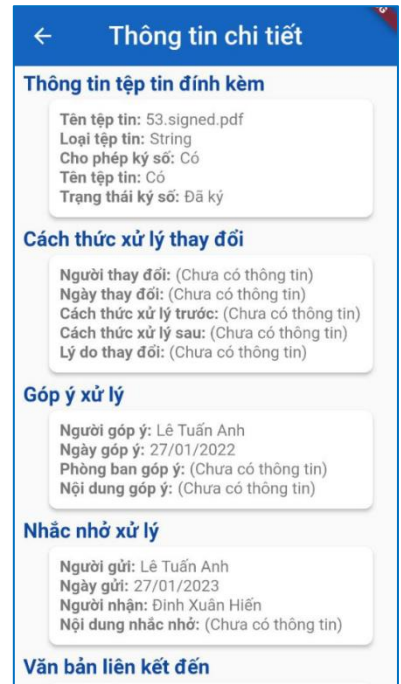 Thông tin chi tiết
Thông tin tệp tin đính kèm
Tên tệp tin: 53.signed.pdf
Loại tệp tin: String
Cho phép ký số: Có
Tên tệp tin: Có
Trạng thái ký số: Đã ký
Cách thức xử lý thay đổi
Người thay đổi: (Chưa có thông tin)
Ngày thay đổi: (Chưa có thông tin)
Cách thức xử lý trước: (Chưa có thông tin)
Cách thức xử lý sau: (Chưa có thông tin)
Lý do thay đổi: (Chưa có thông tin)
Góp ý xử lý
Người góp ý: Lê Tuấn Anh
Ngày góp ý: 27/01/2022
Phòng ban góp ý: (Chưa có thông tin)
Nội dung góp ý: (Chưa có thông tin)
Nhắc nhở xử lý
Người gửi: Lê Tuấn Anh
Ngày gửi: 27/01/2023
Người nhận: Đinh Xuân Hiến
Nội dung nhắc nhở: (Chưa có thông tin)
Văn bản liên kết đến